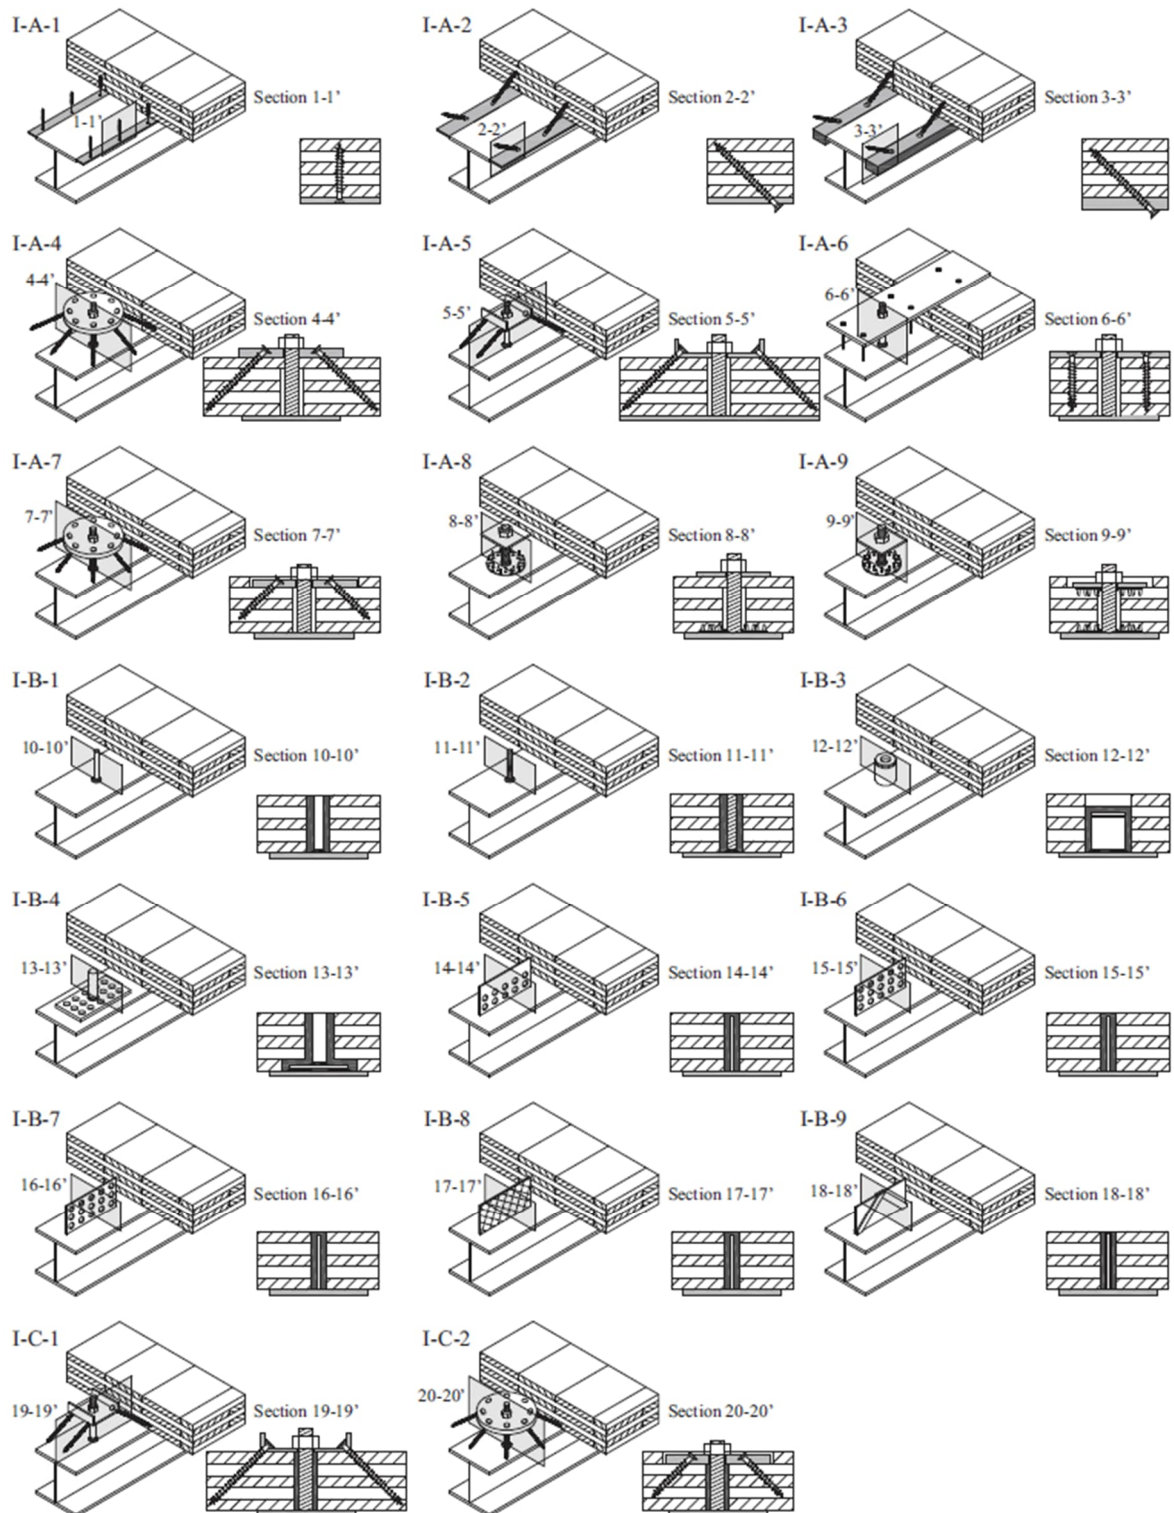 I-A-1 I-A-2 I-A-3
Section 1-1’ Section 2-2’ Section 3-3’
1-1’ 2-2’ 3-3’
I-A-4 I-A-5 I-A-6
4-4’ 5-5’ 6-6’
Section 4-4’ Section 5-5’ Section 6-6’
I-A-7 I-A-8 I-A-9
7-7’ 8-8’ 9-9’
Section 7-7’ Section 8-8’ Section 9-9’
I-B-1 I-B-2 I-B-3
10-10’ 11-11’ 12-12’
Section 10-10’ Section 11-11’ Section 12-12’
I-B-4 I-B-5 I-B-6
13-13’ 14-14’ 15-15’
Section 13-13’ Section 14-14’ Section 15-15’
I-B-7 I-B-8 I-B-9
16-16’ 17-17’ 18-18’
Section 16-16’ Section 17-17’ Section 18-18’
I-C-1 I-C-2
19-19’ 20-20’
Section 19-19’ Section 20-20’